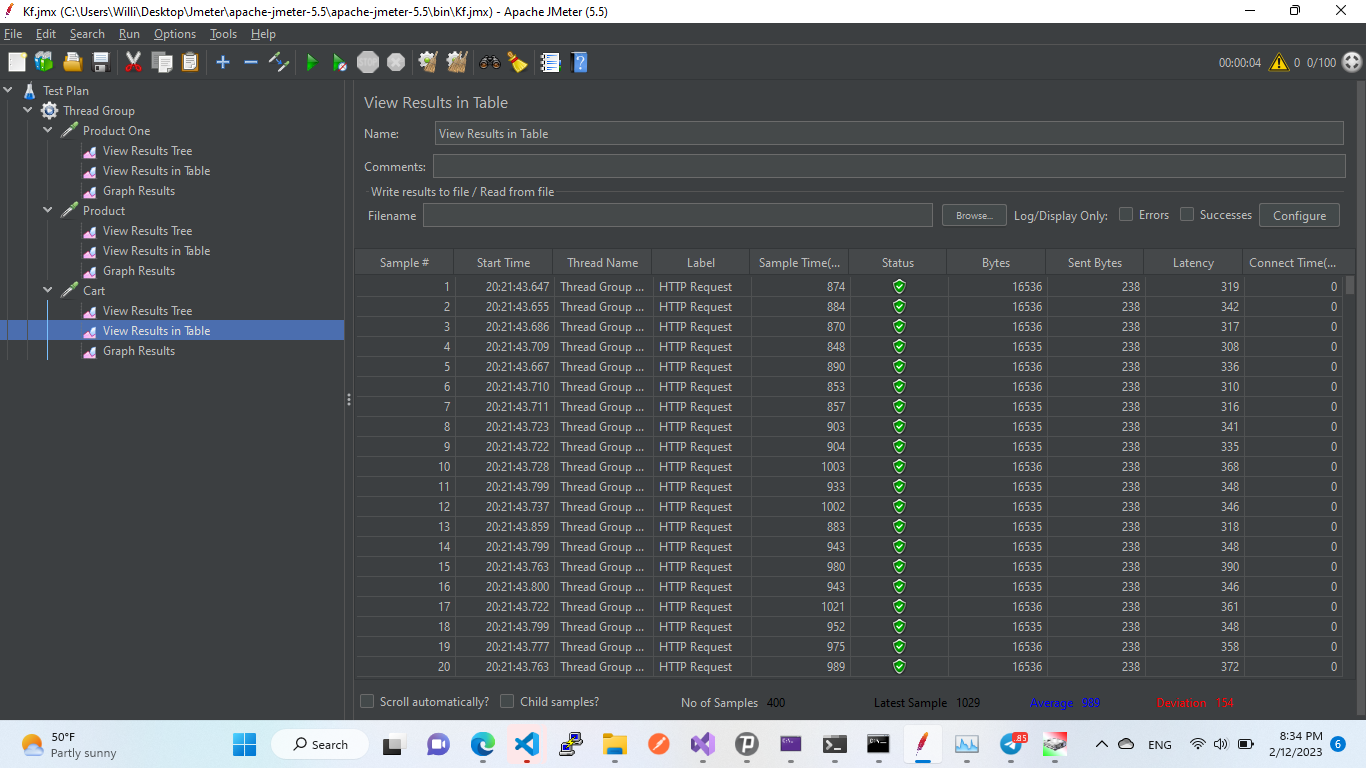 Kf.jmx (C:\Users\Willi\Desktop\Jmeter\apache-jmeter-5.5\apache-jmeter-5.5\bin\Kf.jmx) - Apache JMeter (5.5)
File Edit Search Run Options Tools Help
STOP 00:00:04 0 0/100
Test Plan
Thread Group
Product One
View Results Tree
View Results in Table
Graph Results
Product
View Results Tree
View Results in Table
Graph Results
Cart
View Results Tree
View Results in Table
Graph Results
View Results in Table
Name: View Results in Table
Comments:
Write results to file / Read from file
Filename Browse... Log/Display Only: Errors Successes Configure
Sample # Start Time Thread Name Label Sample Time(... Status Bytes Sent Bytes Latency Connect Time(...
1 20:21:43.647 Thread Group ... HTTP Request 874 16536 238 319 0
2 20:21:43.655 Thread Group ... HTTP Request 884 16536 238 342 0
3 20:21:43.686 Thread Group ... HTTP Request 870 16536 238 317 0
4 20:21:43.709 Thread Group ... HTTP Request 848 16535 238 308 0
5 20:21:43.667 Thread Group ... HTTP Request 890 16536 238 336 0
6 20:21:43.710 Thread Group ... HTTP Request 853 16536 238 310 0
7 20:21:43.711 Thread Group ... HTTP Request 857 16535 238 316 0
8 20:21:43.723 Thread Group ... HTTP Request 903 16535 238 341 0
9 20:21:43.722 Thread Group ... HTTP Request 904 16535 238 335 0
10 20:21:43.728 Thread Group ... HTTP Request 1003 16536 238 368 0
11 20:21:43.799 Thread Group ... HTTP Request 933 16535 238 348 0
12 20:21:43.737 Thread Group ... HTTP Request 1002 16535 238 346 0
13 20:21:43.859 Thread Group ... HTTP Request 883 16535 238 318 0
14 20:21:43.799 Thread Group ... HTTP Request 943 16535 238 348 0
15 20:21:43.763 Thread Group ... HTTP Request 980 16535 238 390 0
16 20:21:43.800 Thread Group ... HTTP Request 943 16536 238 346 0
17 20:21:43.722 Thread Group ... HTTP Request 1021 16536 238 361 0
18 20:21:43.799 Thread Group ... HTTP Request 952 16535 238 348 0
19 20:21:43.777 Thread Group ... HTTP Request 975 16535 238 358 0
20 20:21:43.763 Thread Group ... HTTP Request 989 16536 238 372 0
Scroll automatically? Child samples? No of Samples 400 Latest Sample 1029 Average 989 Deviation 154
50°F
Partly sunny
Search
.85
ENG
8:34 PM
2/12/2023
6